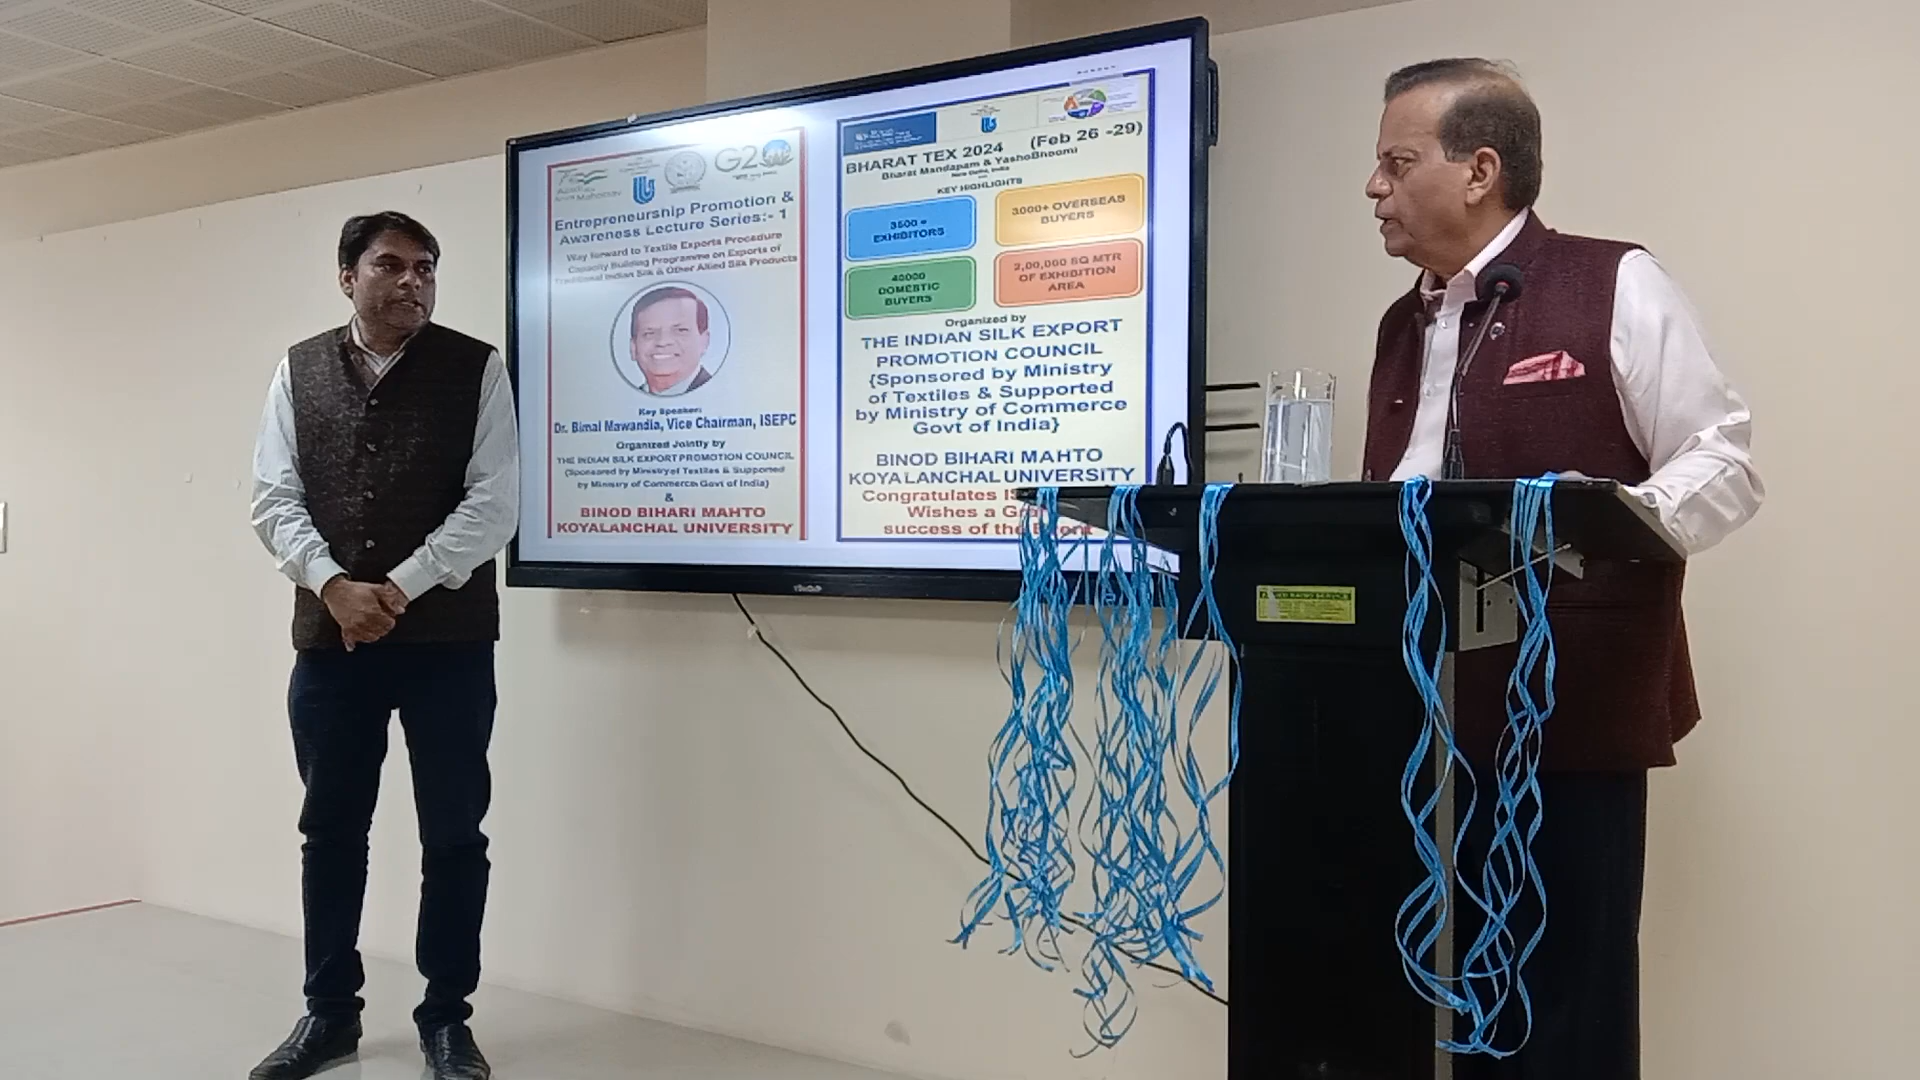 G20
Entrepreneurship Promotion &
Awareness Lecture Series:- 1
Way forward to Textile Exports Procedure
Capacity Building Programme on Exports of
Traditional Indian Silk & Other Allied Silk Products
Key Speaker:
Dr. Bimal Mawandia, Vice Chairman, ISEPC
Organized Jointly by
THE INDIAN SILK EXPORT PROMOTION COUNCIL
(Sponsored by Ministry of Textiles & Supported
by Ministry of Commerce Govt of India)
&
BINOD BIHARI MAHTO
KOYALANCHAL UNIVERSITY
BHARAT TEX 2024 (Feb 26 -29)
Bharat Mandapam & YashoBhoomi
New Delhi, India
KEY HIGHLIGHTS
3500 +
EXHIBITORS
3000+ OVERSEAS
BUYERS
40000
DOMESTIC
BUYERS
2,00,000 SQ MTR
OF EXHIBITION
AREA
Organized by
THE INDIAN SILK EXPORT
PROMOTION COUNCIL
{Sponsored by Ministry
of Textiles & Supported
by Ministry of Commerce
Govt of India}
BINOD BIHARI MAHTO
KOYALANCHAL UNIVERSITY
Congratulates
Wishes a
success of the